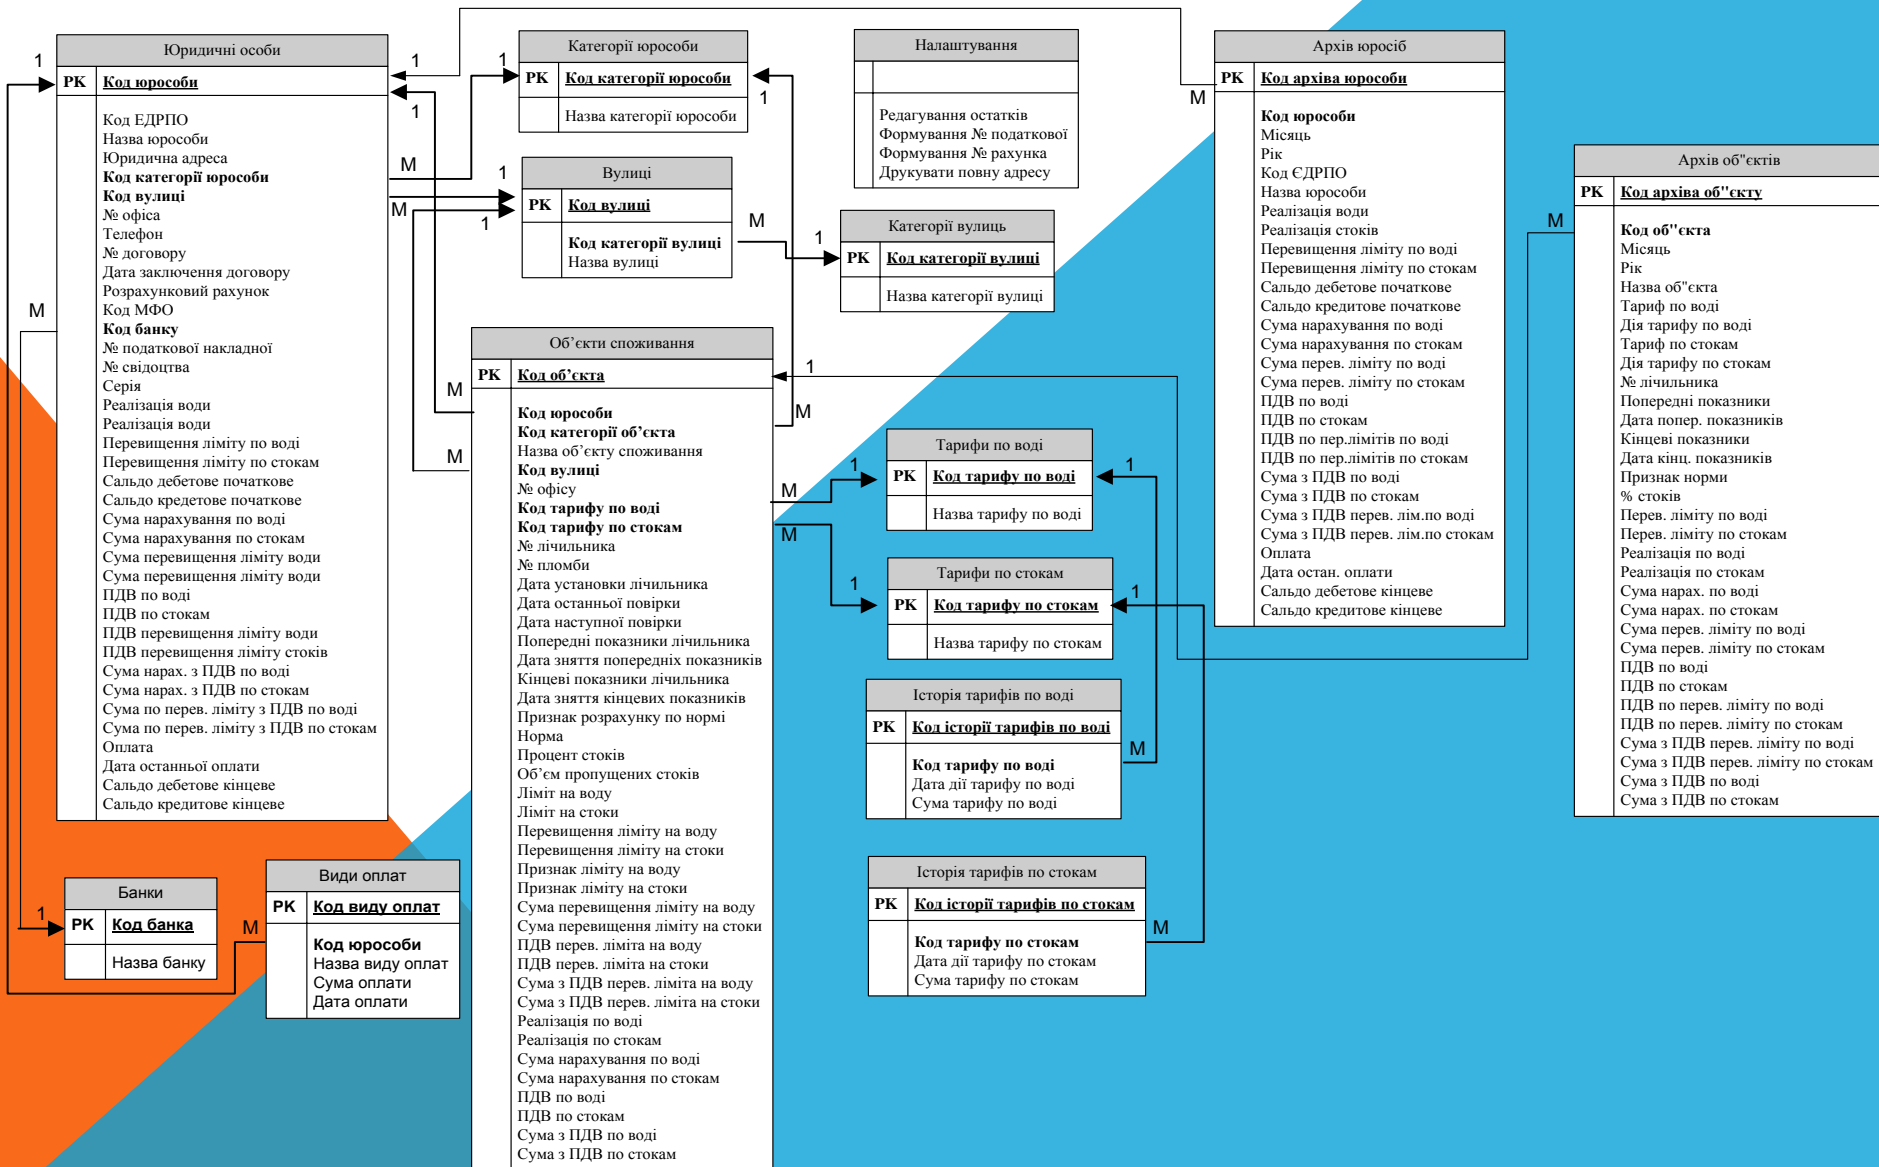 Юридичні особи
PK Код юрособи
Код ЕДРПО
Назва юрособи
Юридична адреса
Код категорії юрособи
Код вулиці
№ офіса
Телефон
№ договору
Дата заключення договору
Розрахунковий рахунок
Код МФО
Код банку
№ податкової накладної
№ свідоцтва
Серія
Реалізація води
Реалізація води
Перевищення ліміту по воді
Перевищення ліміту по стокам
Сальдо дебетове початкове
Сальдо кредетове початкове
Сума нарахування по воді
Сума нарахування по стокам
Сума перевищення ліміту води
Сума перевищення ліміту води
ПДВ по воді
ПДВ по стокам
ПДВ перевищення ліміту води
ПДВ перевищення ліміту стоків
Сума нарах. з ПДВ по воді
Сума нарах. з ПДВ по стокам
Сума по перев. ліміту з ПДВ по воді
Сума по перев. ліміту з ПДВ по стокам
Оплата
Дата останньої оплати
Сальдо дебетове кінцеве
Сальдо кредитове кінцеве
1
1
1
М
М
М
Категорії юрособи
PK Код категорії юрособи
Назва категорії юрособи
1
1
Вулиці
PK Код вулиці
Код категорії вулиці
Назва вулиці
1
1
М
Налаштування
Редагування остатків
Формування № податкової
Формування № рахунка
Друкувати повну адресу
Категорії вулиць
PK Код категорії вулиці
Назва категорії вулиці
1
Об’єкти споживання
PK Код об’єкта
Код юрособи
Код категорії об’єкта
Назва об’єкту споживання
Код вулиці
№ офісу
Код тарифу по воді
Код тарифу по стокам
№ лічильника
№ пломби
Дата установки лічильника
Дата останньої повірки
Дата наступної повірки
Попередні показники лічильника
Дата зняття попередніх показників
Кінцеві показники лічильника
Дата зняття кінцевих показників
Признак розрахунку по нормі
Норма
Процент стоків
Об’єм пропущених стоків
Ліміт на воду
Ліміт на стоки
Перевищення ліміту на воду
Перевищення ліміту на стоки
Признак ліміту на воду
Признак ліміту на стоки
Сума перевищення ліміту на воду
Сума перевищення ліміту на стоки
ПДВ перев. ліміта на воду
ПДВ перев. ліміта на стоки
Сума з ПДВ перев. ліміта на воду
Сума з ПДВ перев. ліміта на стоки
Реалізація по воді
Реалізація по стокам
Сума нарахування по воді
Сума нарахування по стокам
ПДВ по воді
ПДВ по стокам
Сума з ПДВ по воді
Сума з ПДВ по стокам
М
М
1
М
М
М
Тарифи по воді
PK Код тарифу по воді
Назва тарифу по воді
1
1
Тарифи по стокам
PK Код тарифу по стокам
Назва тарифу по стокам
1
1
Історія тарифів по воді
PK Код історії тарифів по воді
Код тарифу по воді
Дата дії тарифу по воді
Сума тарифу по воді
М
Історія тарифів по стокам
PK Код історії тарифів по стокам
Код тарифу по стокам
Дата дії тарифу по стокам
Сума тарифу по стокам
М
Архів юросіб
PK Код архіва юрособи
Код юрособи
Місяць
Рік
Код ЄДРПО
Назва юрособи
Реалізація води
Реалізація стоків
Перевищення ліміту по воді
Перевищення ліміту по стокам
Сальдо дебетове початкове
Сальдо кредитове початкове
Сума нарахування по воді
Сума нарахування по стокам
Сума перев. ліміту по воді
Сума перев. ліміту по стокам
ПДВ по воді
ПДВ по стокам
ПДВ по пер.лімітів по воді
ПДВ по пер.лімітів по стокам
Сума з ПДВ по воді
Сума з ПДВ по стокам
Сума з ПДВ перев. лім.по воді
Сума з ПДВ перев. лім.по стокам
Оплата
Дата остан. оплати
Сальдо дебетове кінцеве
Сальдо кредитове кінцеве
М
Архів об"єктів
PK Код архіва об"єкту
Код об"єкта
Місяць
Рік
Назва об"єкта
Тариф по воді
Дія тарифу по воді
Тариф по стокам
Дія тарифу по стокам
№ лічильника
Попередні показники
Дата попер. показників
Кінцеві показники
Дата кінц. показників
Признак норми
% стоків
Перев. ліміту по воді
Перев. ліміту по стокам
Реалізація по воді
Реалізація по стокам
Сума нарах. по воді
Сума нарах. по стокам
Сума перев. ліміту по воді
Сума перев. ліміту по стокам
ПДВ по воді
ПДВ по стокам
ПДВ по перев. ліміту по воді
ПДВ по перев. ліміту по стокам
Сума з ПДВ перев. ліміту по воді
Сума з ПДВ перев. ліміту по стокам
Сума з ПДВ по воді
Сума з ПДВ по стокам
М
Банки
PK Код банка
Назва банку
1
Види оплат
PK Код виду оплат
Код юрособи
Назва виду оплат
Сума оплати
Дата оплати
М